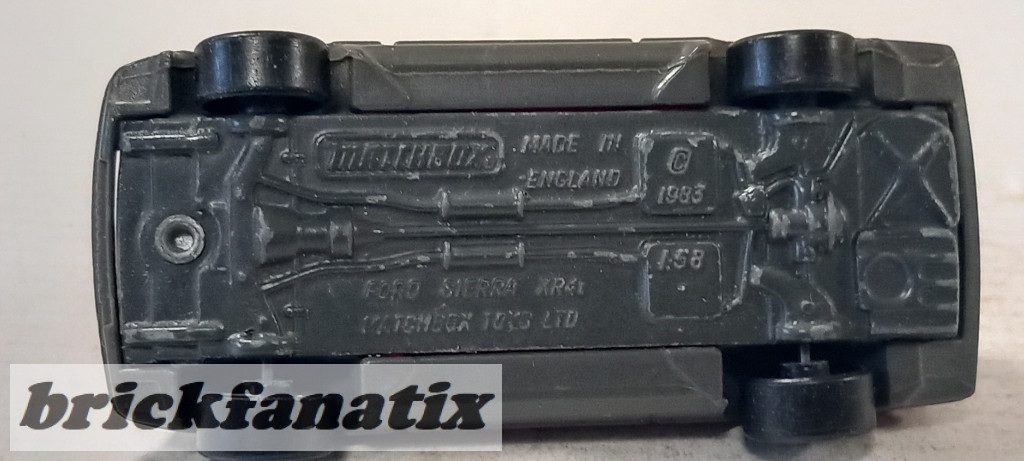 MATCHBOX
MADE IN
ENGLAND
©
1983
1:58
FORD SIERRA XR4i
MATCHBOX TOYS LTD
brickfanatix